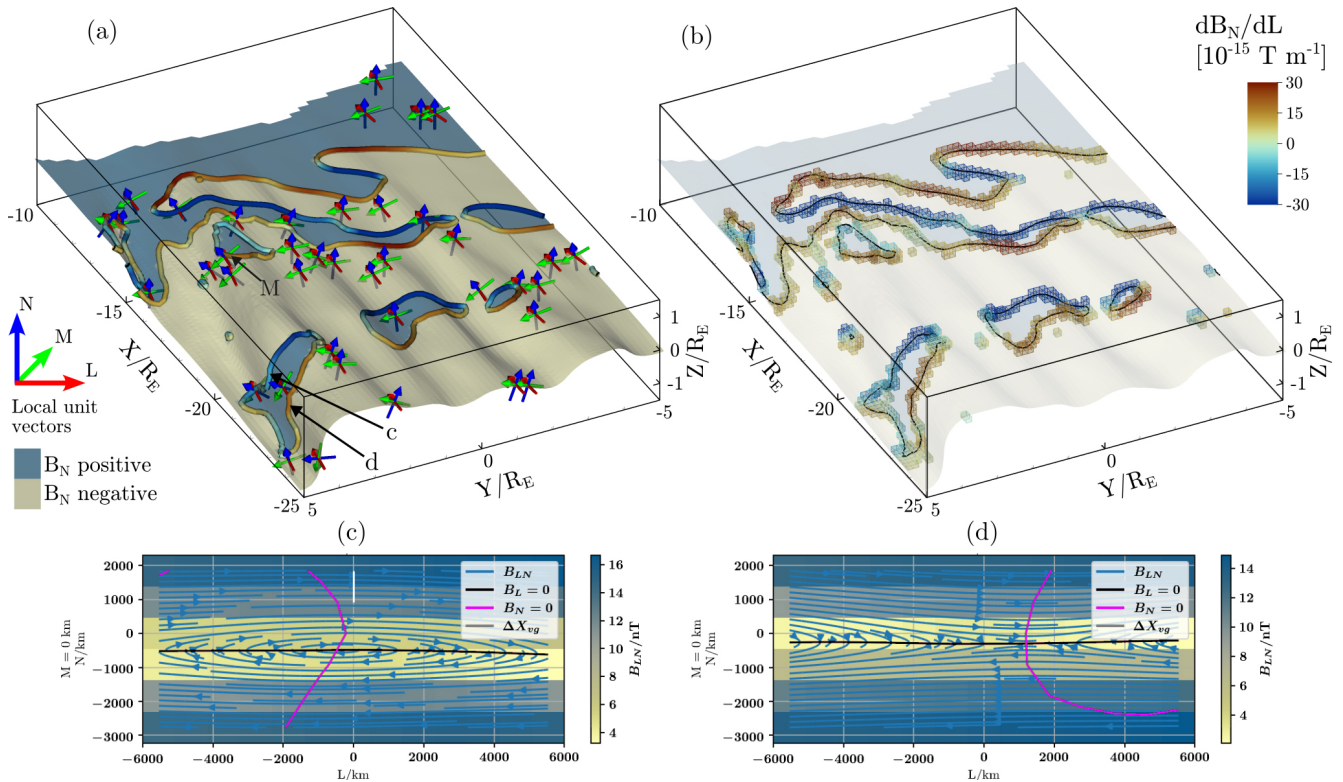 (a)
(b)
dB_N/dL
[10^-15 T m^-1]
30
15
0
-15
-30
-10
-15
-20
-25
X/R_E
5
0
-5
Y/R_E
1
0
-1
Z/R_E
M
c
d
N
M
L
Local unit
vectors
B_N positive
B_N negative
-10
-15
-20
-25
X/R_E
5
0
-5
Y/R_E
1
0
-1
Z/R_E
(c)
2000
1000
0
−1000
−2000
−3000
M = 0 km
N/km
−6000 −4000 −2000 0 2000 4000 6000
L/km
B_LN
B_L = 0
B_N = 0
ΔX_vg
16
14
12
10
8
6
4
B_LN/nT
(d)
2000
1000
0
−1000
−2000
−3000
M = 0 km
N/km
−6000 −4000 −2000 0 2000 4000 6000
L/km
B_LN
B_L = 0
B_N = 0
ΔX_vg
14
12
10
8
6
4
B_LN/nT